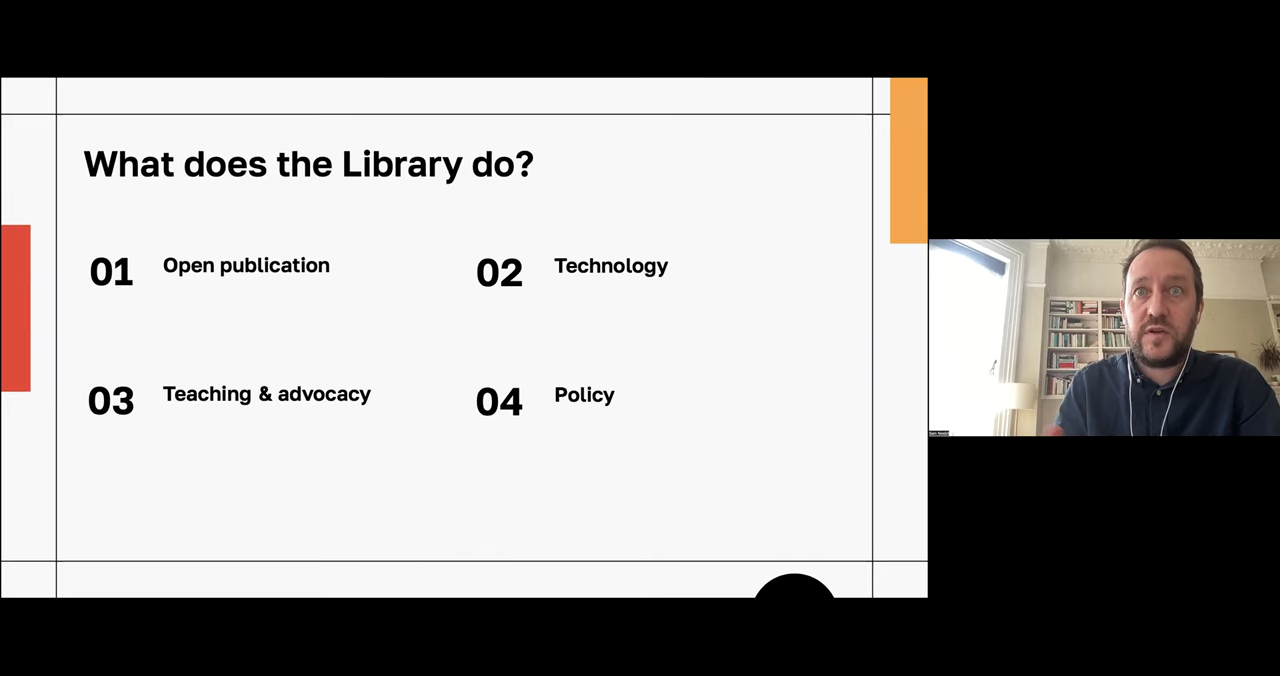 What does the Library do?
01 Open publication
02 Technology
03 Teaching & advocacy
04 Policy